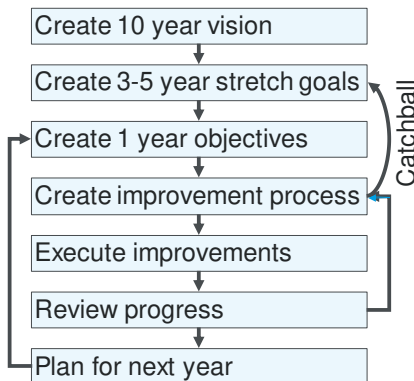 Create 10 year vision
Create 3-5 year stretch goals
Create 1 year objectives
Create improvement process
Execute improvements
Review progress
Plan for next year
Catchball